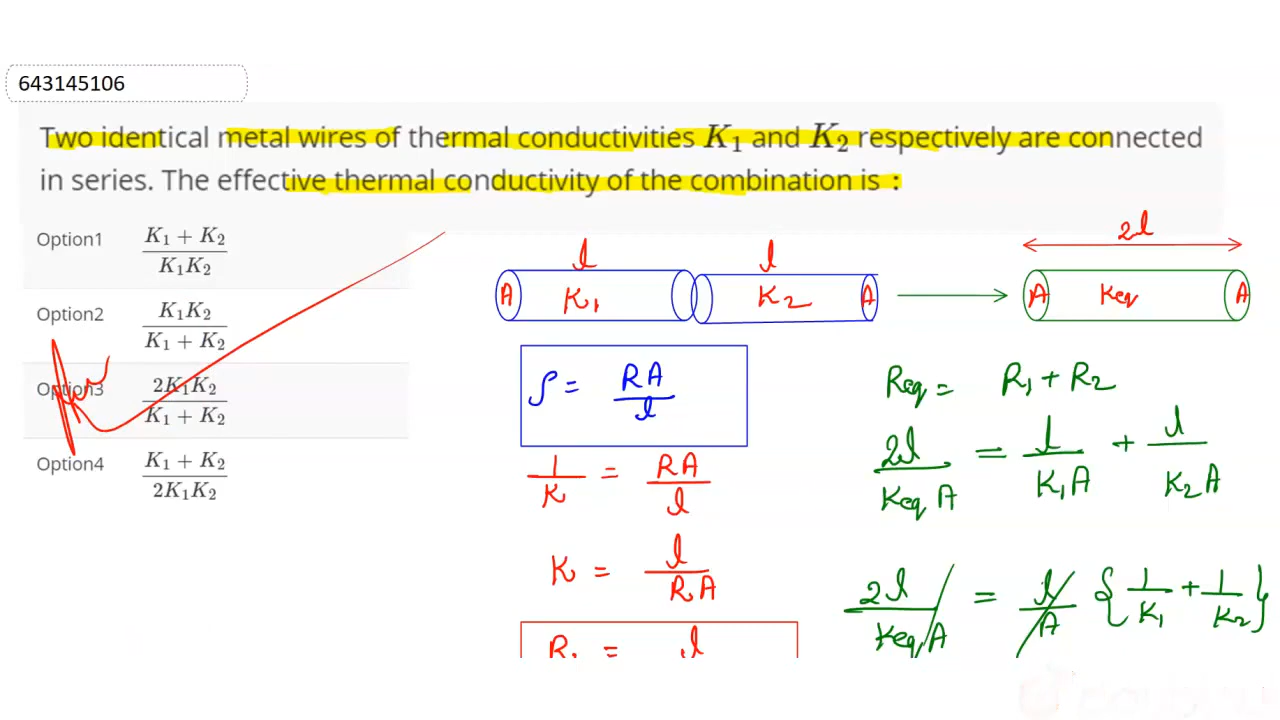 643145106
Two identical metal wires of thermal conductivities K₁ and K₂ respectively are connected
in series. The effective thermal conductivity of the combination is :
Option1 (K₁ + K₂)/(K₁K₂)
Option2 (K₁K₂)/(K₁ + K₂)
Option3 (2K₁K₂)/(K₁ + K₂)
Option4 (K₁ + K₂)/(2K₁K₂)
l l
A K₁ K₂ A
2l
A Keq A
ρ = RA/l
1/K = RA/l
K = l/RA
R = l
Req = R₁ + R₂
2l/(Keq A) = l/(K₁A) + l/(K₂A)
2l/(Keq A) = l/A {1/K₁ + 1/K₂}